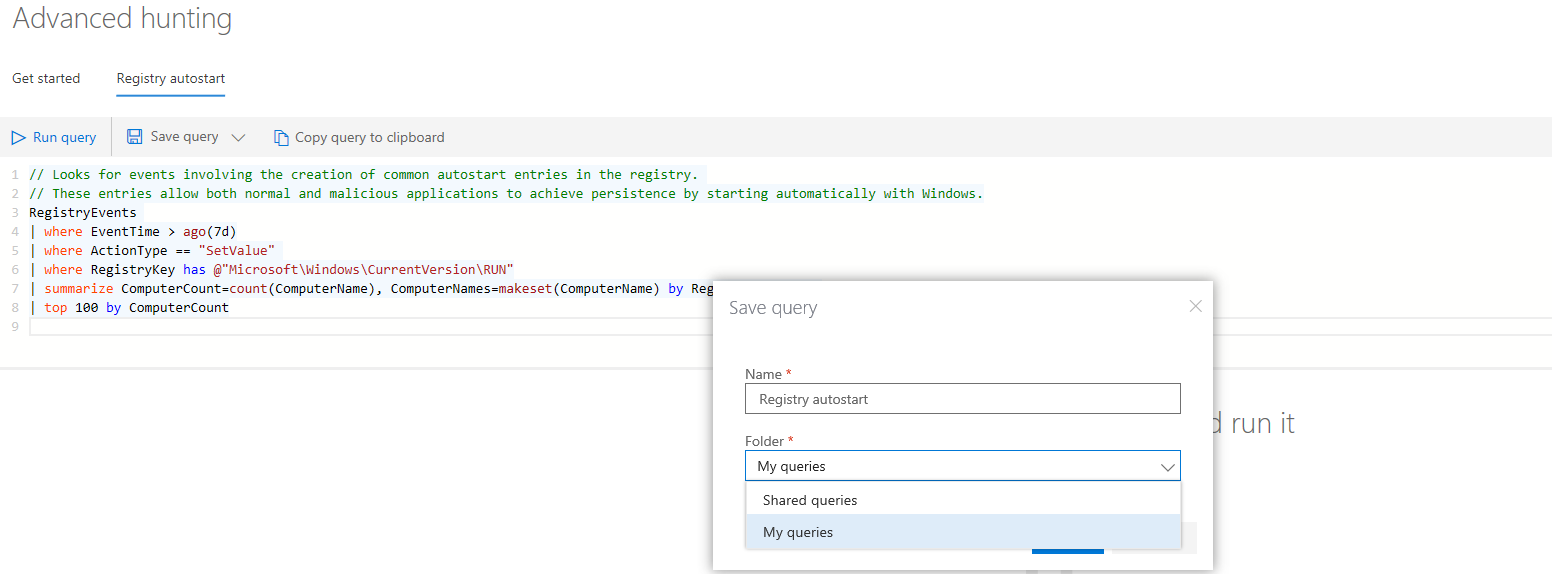 Advanced hunting
Get started
Registry autostart
Run query
Save query
Copy query to clipboard
1 // Looks for events involving the creation of common autostart entries in the registry.
2 // These entries allow both normal and malicious applications to achieve persistence by starting automatically with Windows.
3 RegistryEvents
4 | where EventTime > ago(7d)
5 | where ActionType == "SetValue"
6 | where RegistryKey has @"Microsoft\Windows\CurrentVersion\RUN"
7 | summarize ComputerCount=count(ComputerName), ComputerNames=makeset(ComputerName) by Reg
8 | top 100 by ComputerCount
9
Save query
Name *
Registry autostart
Folder *
My queries
Shared queries
My queries
d run it